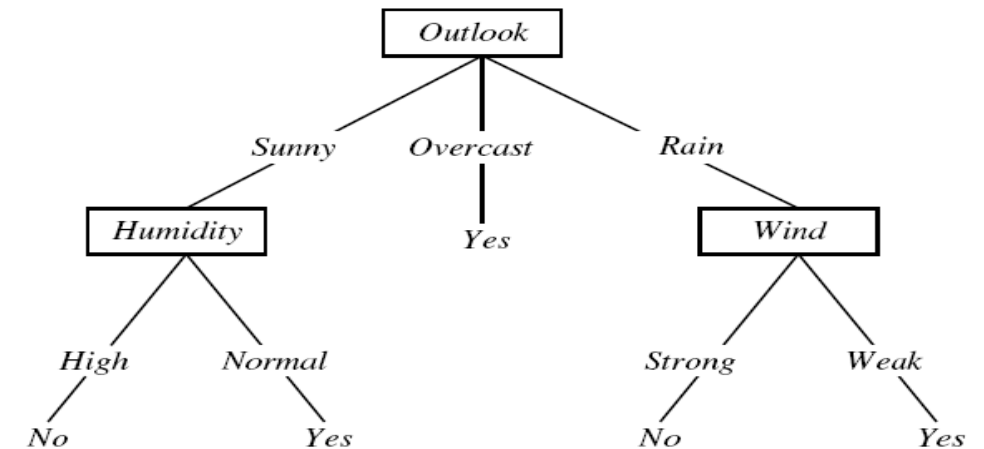 Outlook
Sunny Overcast Rain
Humidity Yes Wind
High Normal Strong Weak
No Yes No Yes